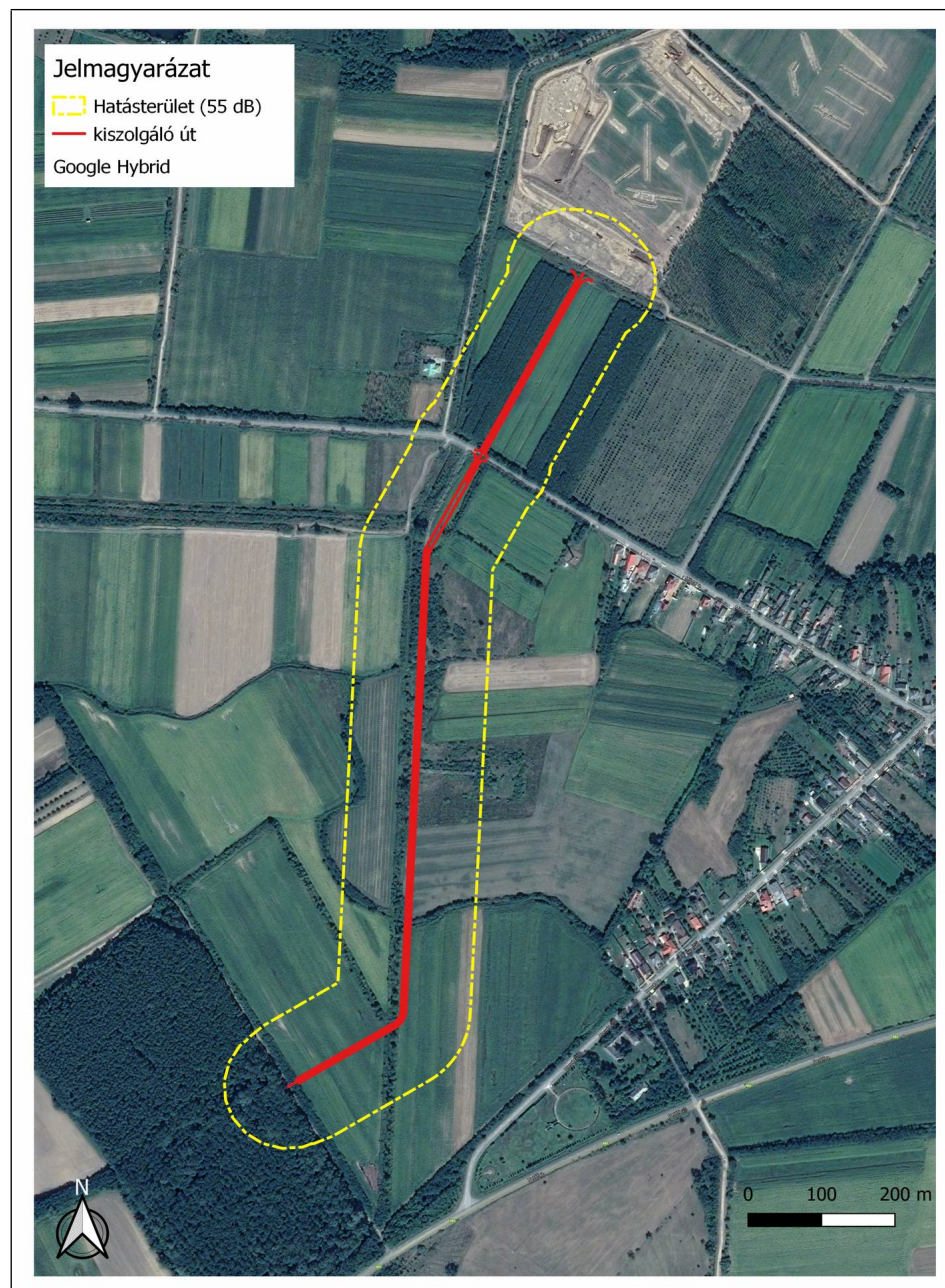 Jelmagyarázat
Hatásterület (55 dB)
kiszolgáló út
Google Hybrid
N
0 100 200 m